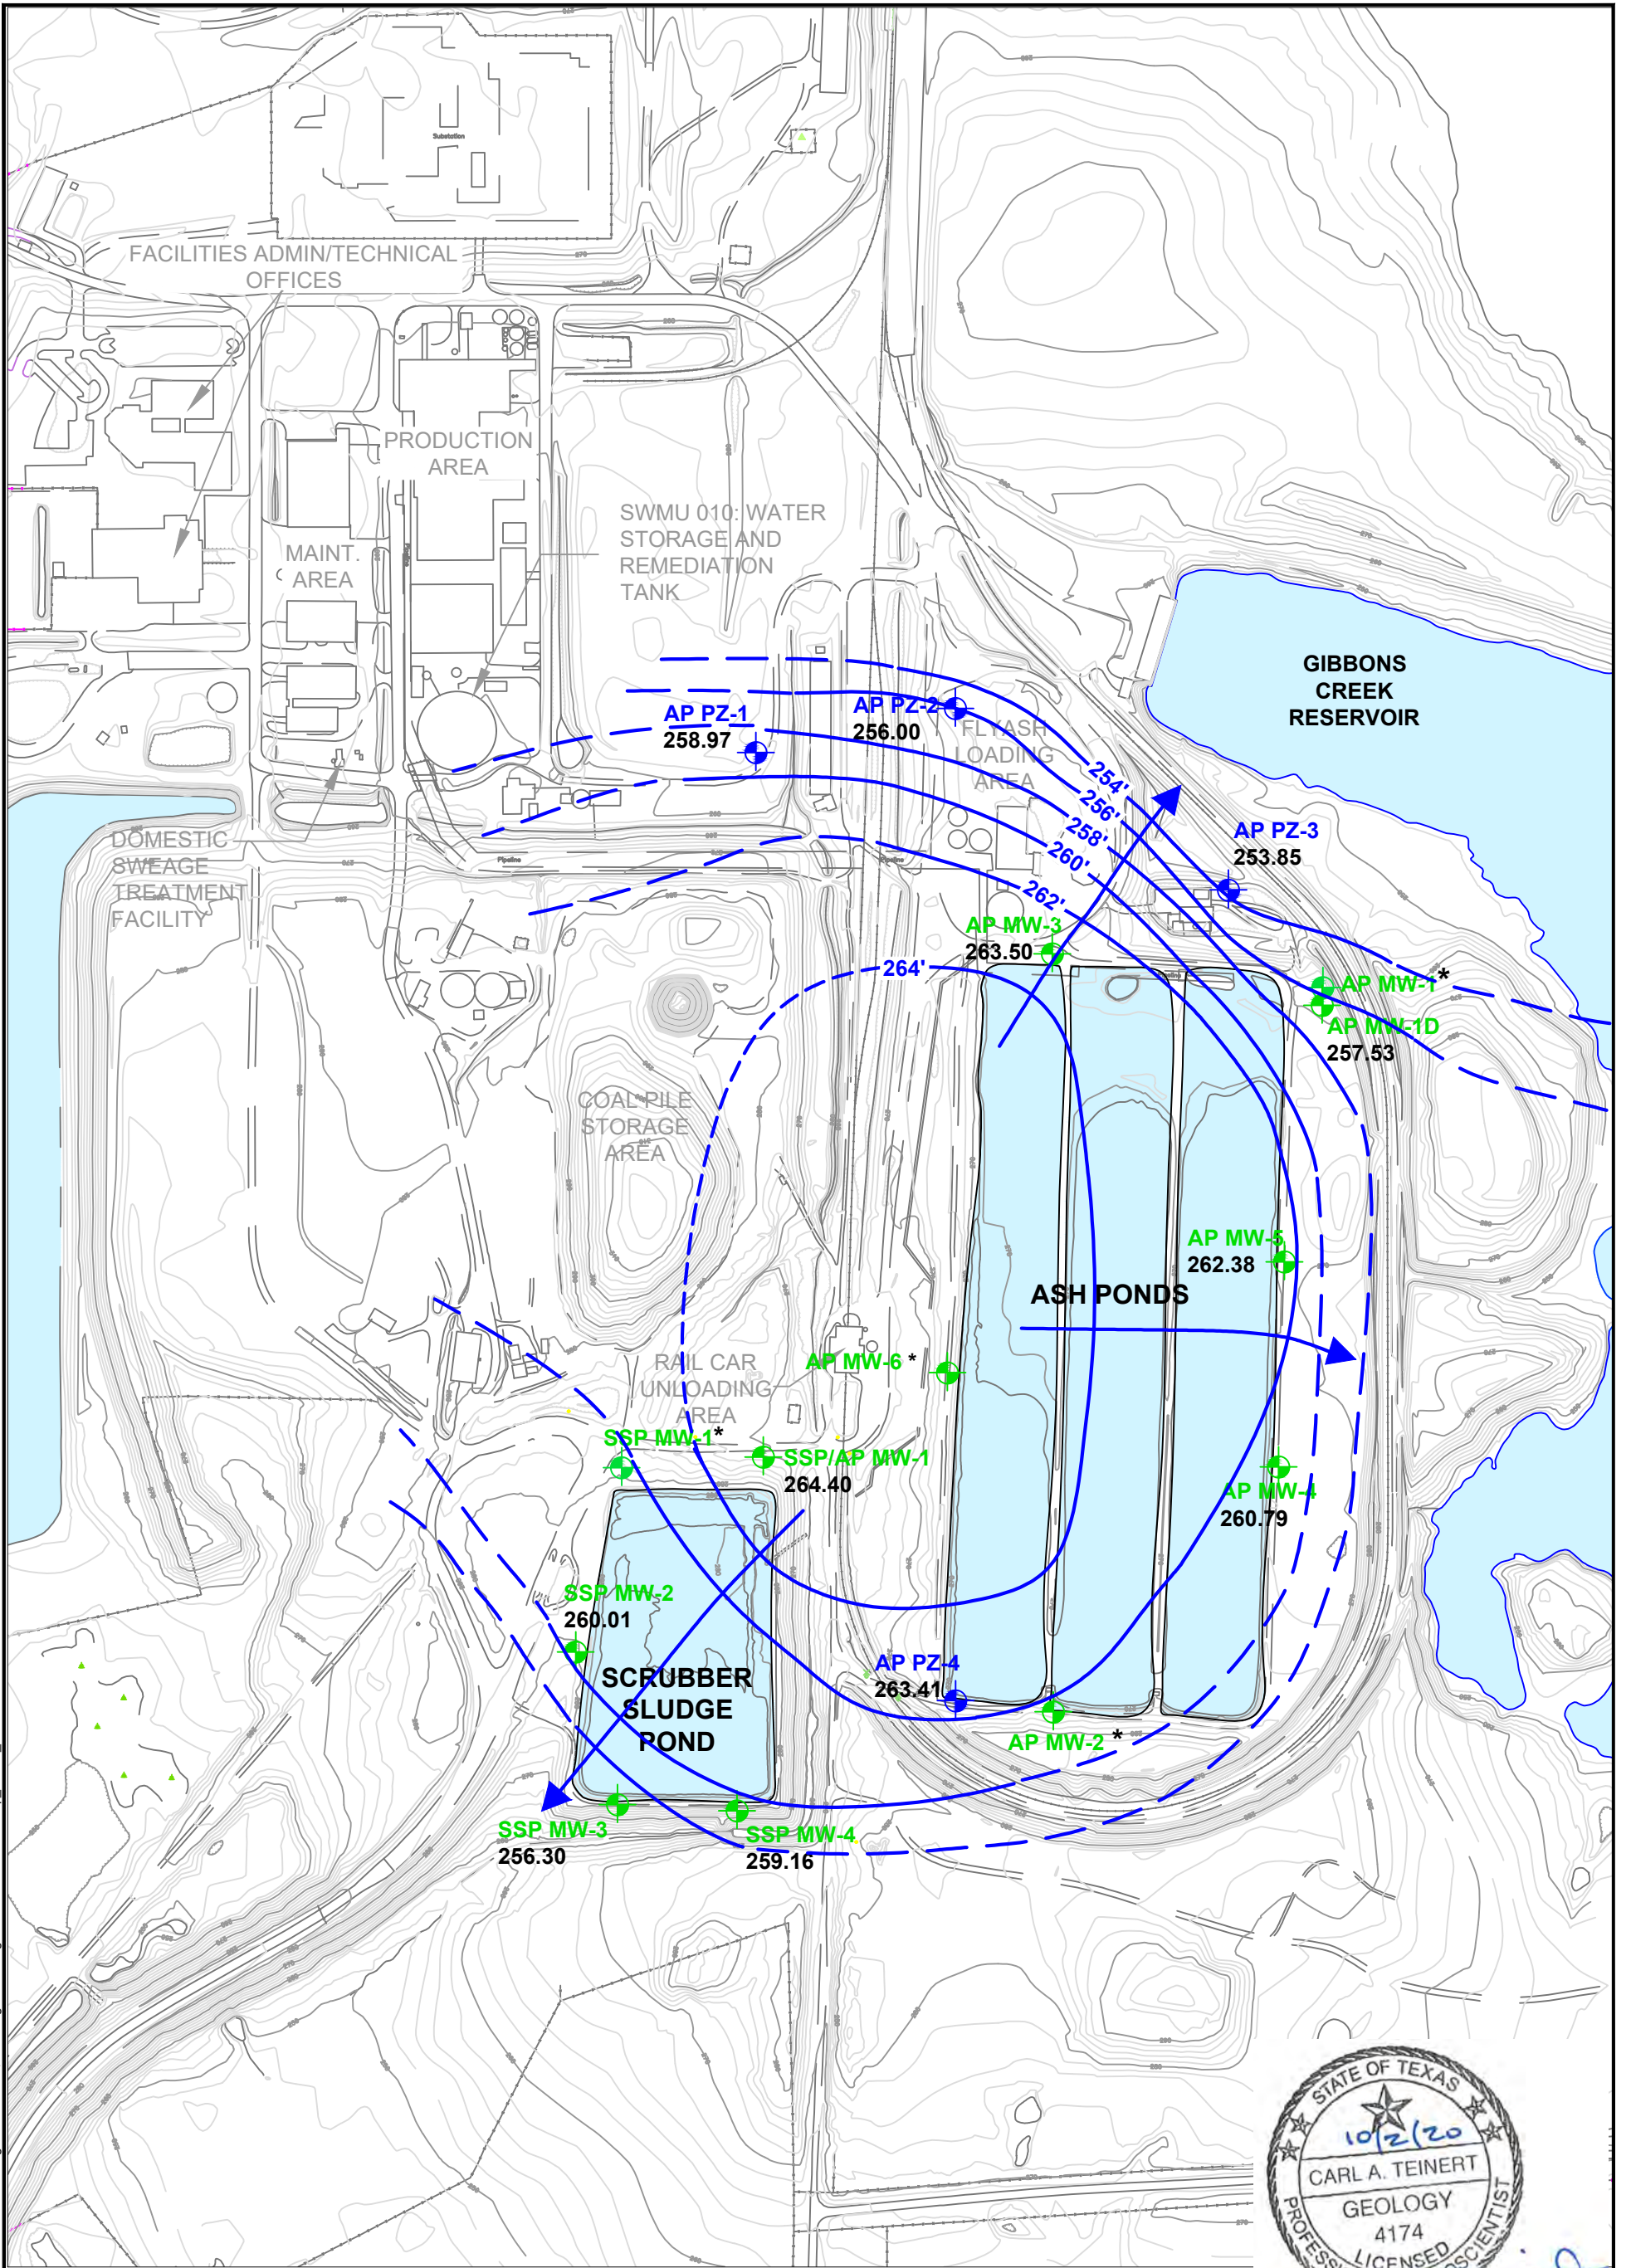 Substation
FACILITIES ADMIN/TECHNICAL
OFFICES
PRODUCTION
AREA
SWMU 010: WATER
STORAGE AND
REMEDIATION
TANK
MAINT.
AREA
GIBBONS
CREEK
RESERVOIR
AP PZ-1
258.97
AP PZ-2
256.00
FLYASH
LOADING
AREA
254'
256'
258'
260'
262'
264'
AP PZ-3
253.85
DOMESTIC
SWEAGE
TREATMENT
FACILITY
Pipeline
Pipeline
AP MW-3
263.50
AP MW-1*
AP MW-1D
257.53
COAL PILE
STORAGE
AREA
AP MW-5
262.38
ASH PONDS
RAIL CAR
UNLOADING
AREA
AP MW-6 *
SSP MW-1*
SSP/AP MW-1
264.40
AP MW-4
260.79
SSP MW-2
260.01
SCRUBBER
SLUDGE
POND
AP PZ-4
263.41
AP MW-2 *
SSP MW-3
256.30
SSP MW-4
259.16
STATE OF TEXAS
10/2/20
CARL A. TEINERT
GEOLOGY
4174
LICENSED